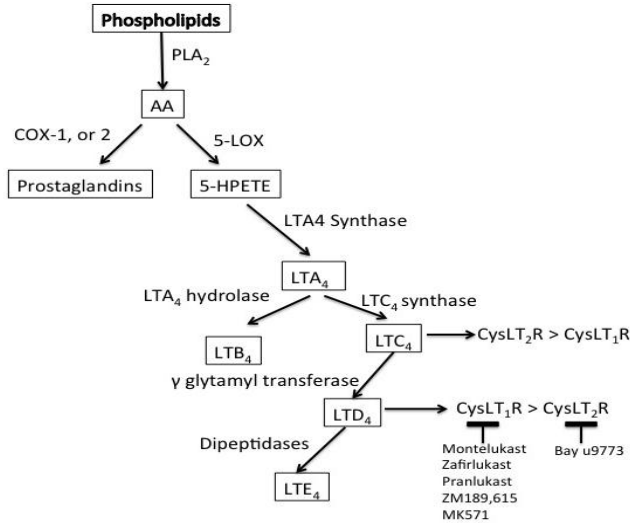 Phospholipids
PLA2
AA
COX-1, or 2
5-LOX
Prostaglandins
5-HPETE
LTA4 Synthase
LTA4
LTA4 hydrolase
LTC4 synthase
LTB4
LTC4
CysLT2R > CysLT1R
γ glytamyl transferase
LTD4
CysLT1R > CysLT2R
Dipeptidases
Montelukast
Zafirlukast
Pranlukast
ZM189,615
MK571
Bay u9773
LTE4